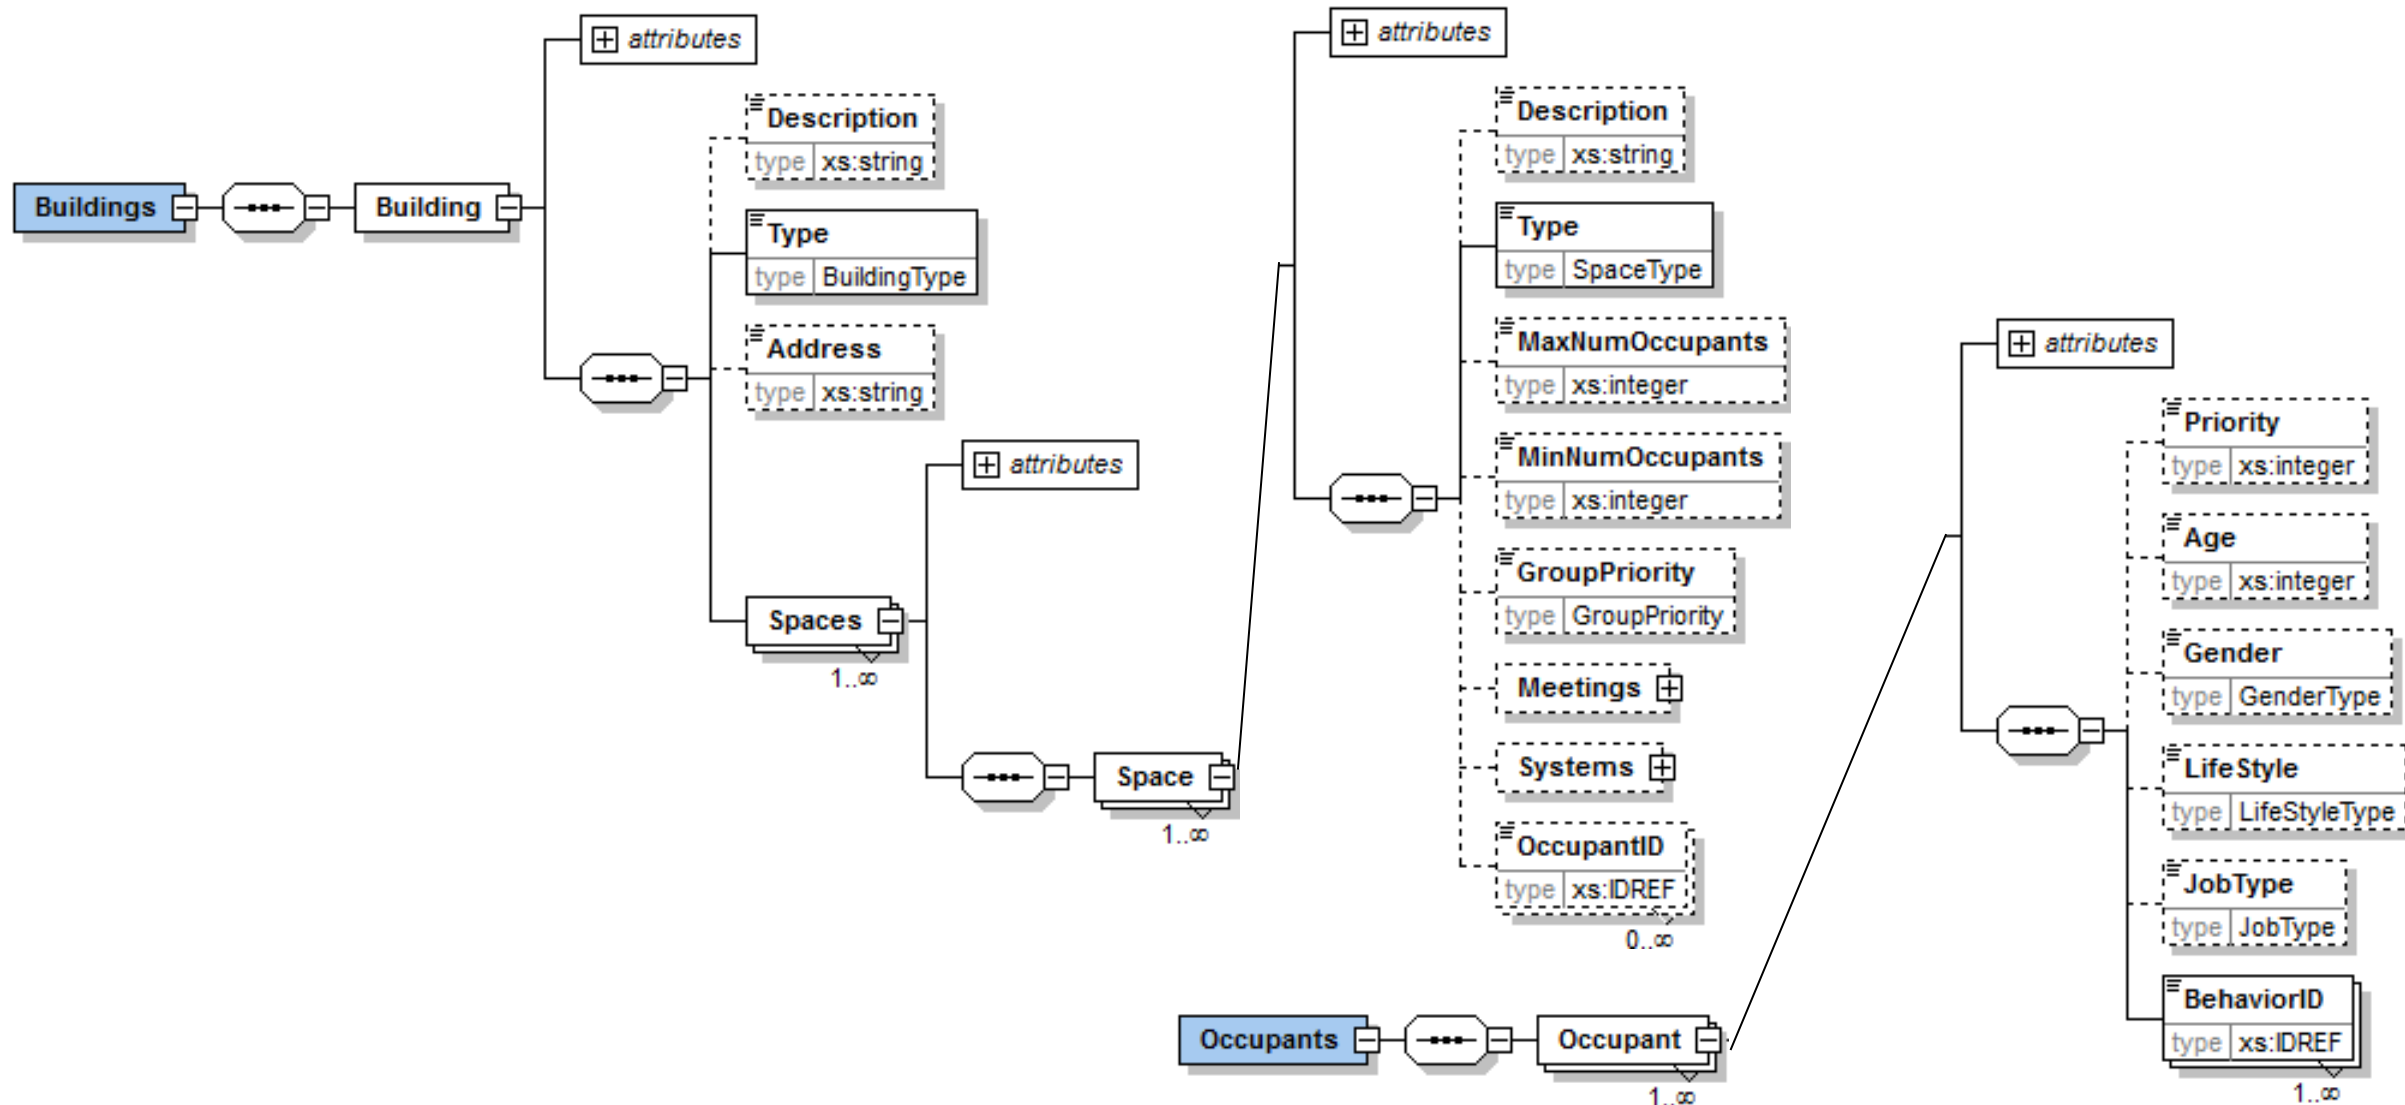 Buildings
Building
attributes
Description
type xs:string
Type
type BuildingType
Address
type xs:string
Spaces
1..∞
attributes
Space
1..∞
attributes
Description
type xs:string
Type
type SpaceType
MaxNumOccupants
type xs:integer
MinNumOccupants
type xs:integer
GroupPriority
type GroupPriority
Meetings
Systems
OccupantID
type xs:IDREF
0..∞
Occupants
Occupant
1..∞
attributes
Priority
type xs:integer
Age
type xs:integer
Gender
type GenderType
LifeStyle
type LifeStyleType
JobType
type JobType
BehaviorID
type xs:IDREF
1..∞